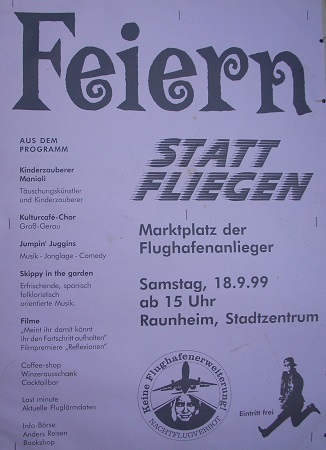 Feiern
STATT
FLIEGEN
Marktplatz der
Flughafenanlieger
Samstag, 18.9.99
ab 15 Uhr
Raunheim, Stadtzentrum
AUS DEM
PROGRAMM
Kinderzauberer
Manioli
Täuschungskünstler
und Kinderzauberer
Kulturcafé-Chor
Groß-Gerau
Jumpin' Juggins
Musik - Jonglage - Comedy
Skippy in the garden
Erfrischende, spanisch
folkloristisch
orientierte Musik.
Filme
„Meint ihr damit könnt
ihr den Fortschritt aufhalten"
Filmpremiere „Reflexionen"
Coffee-shop
Winzerausschank
Cocktailbar
Last minute
Aktuelle Fluglärmdaten
Info-Börse
Anders Reisen
Bookshop
Keine Flughafenerweiterung!
NACHTFLUGVERBOT
Eintritt frei